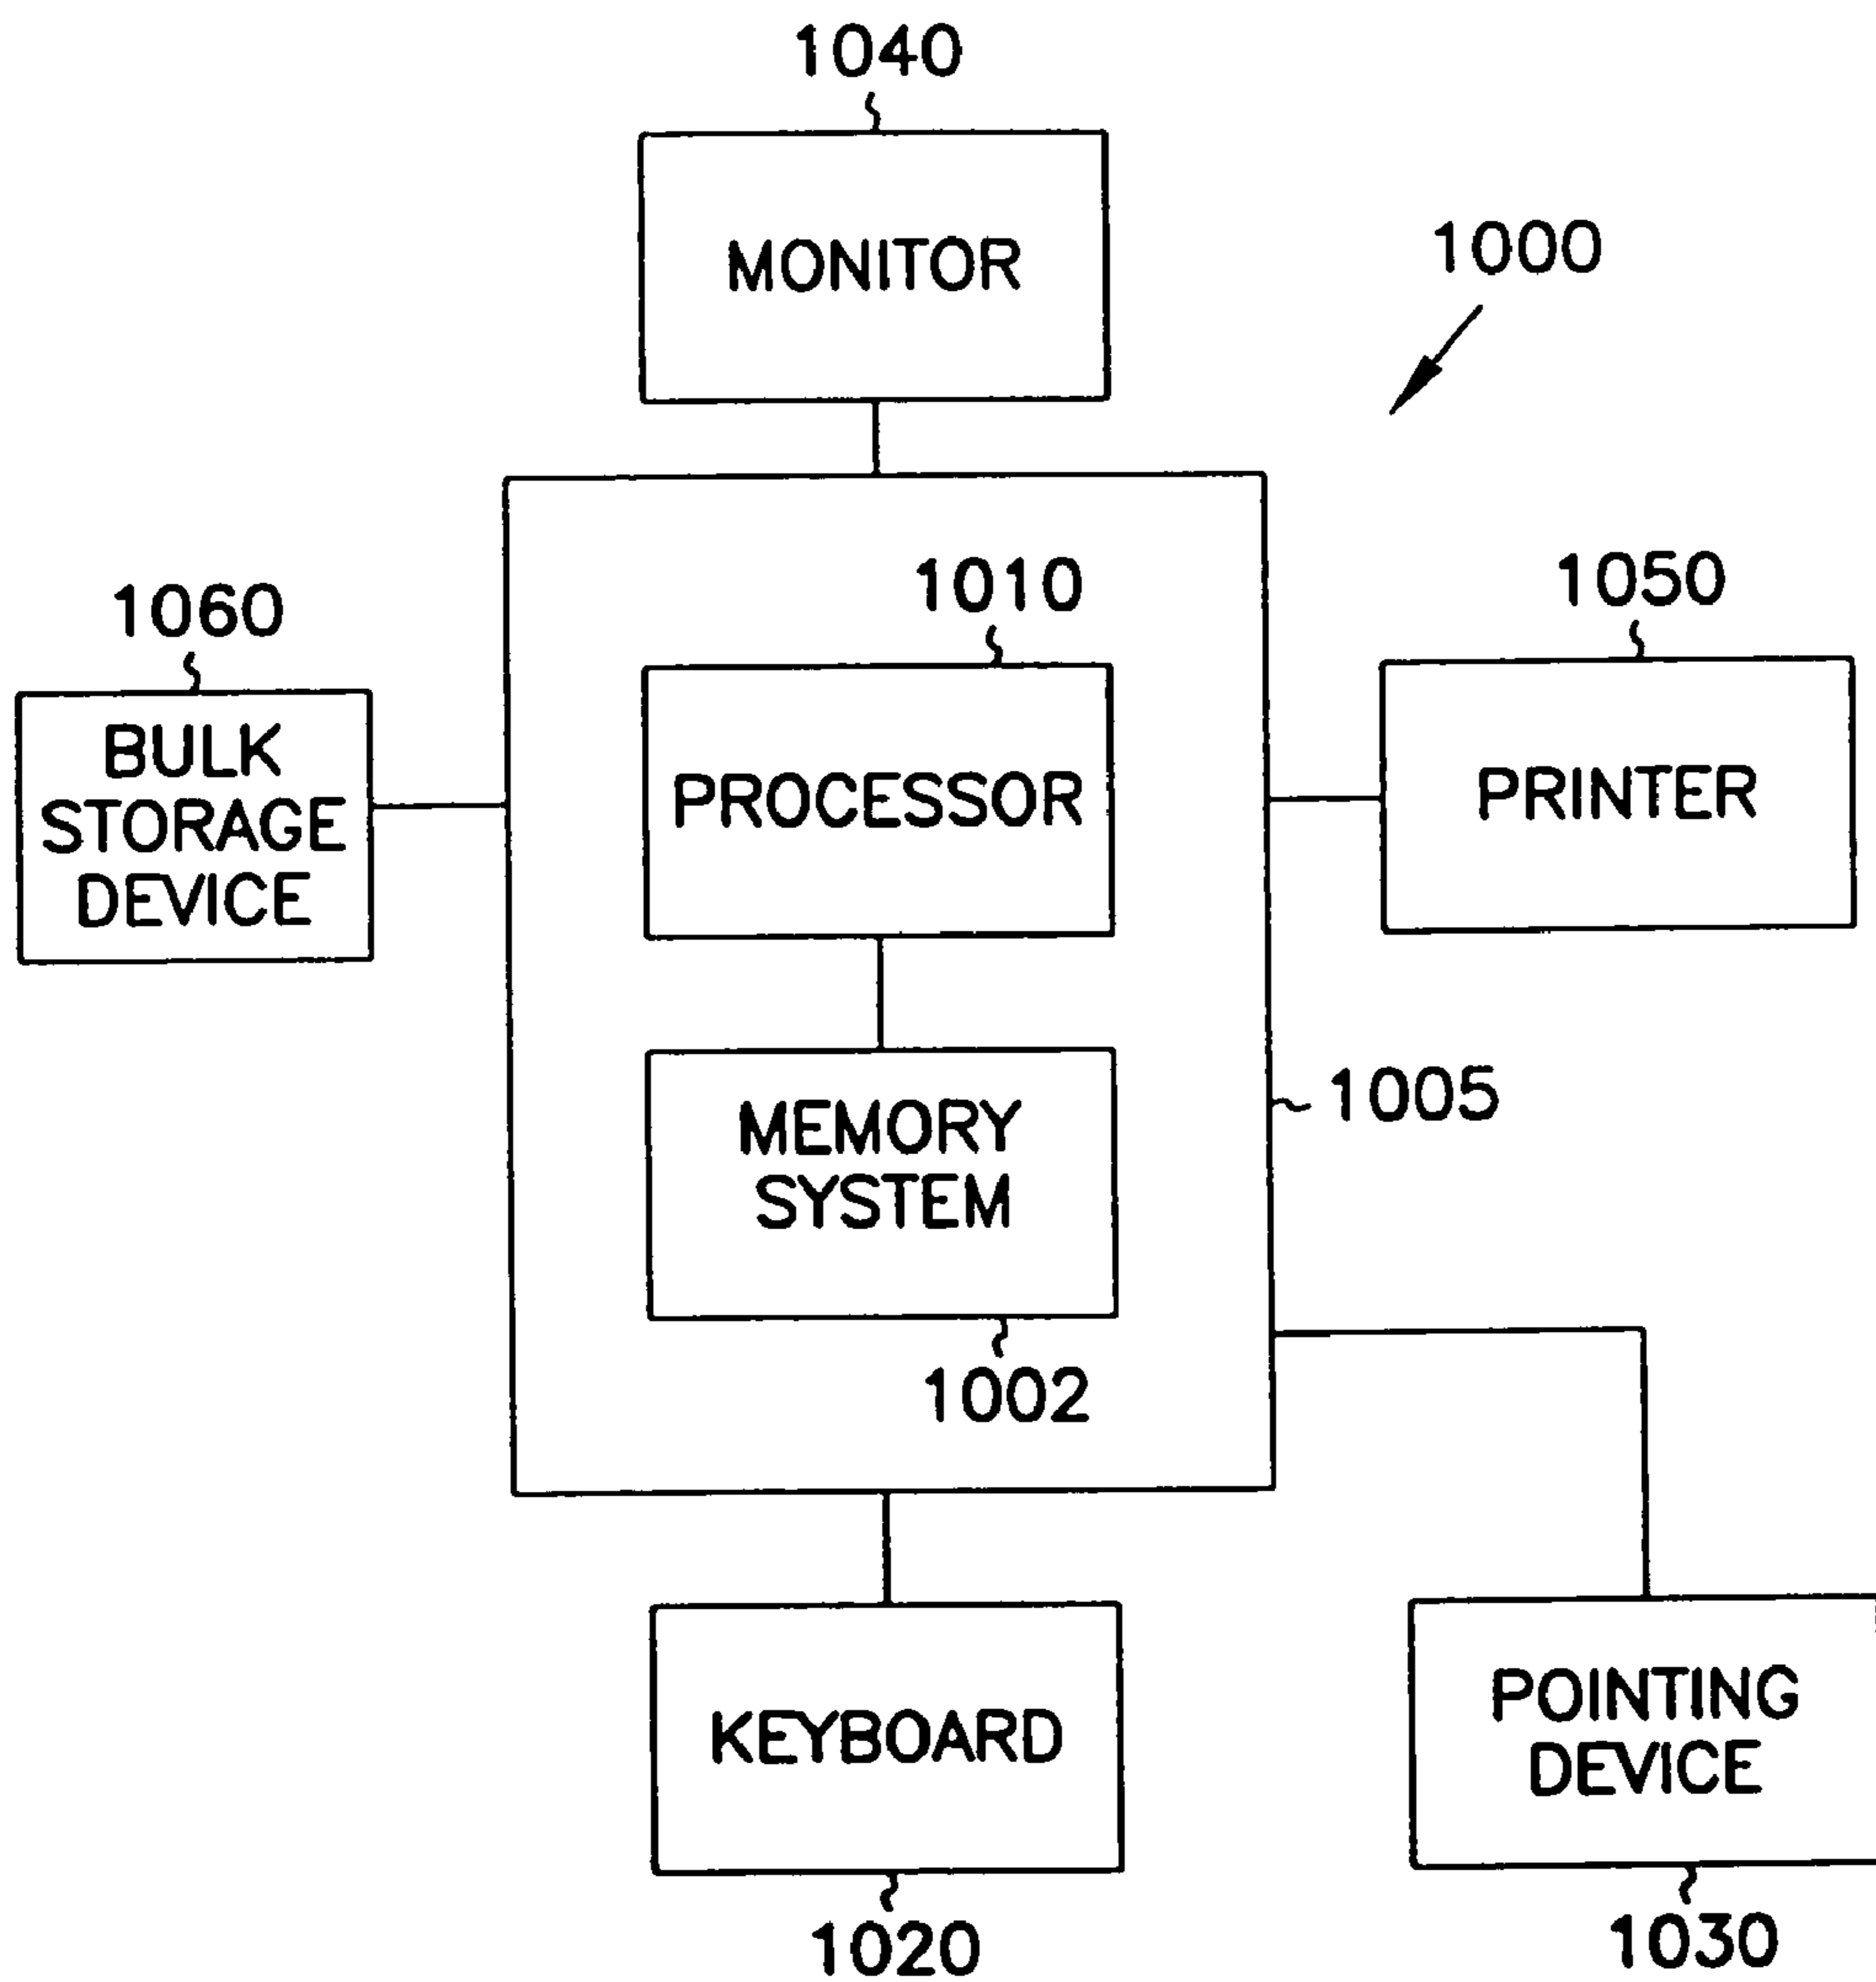 1040
MONITOR
1000
1060
BULK
STORAGE
DEVICE
1010
PROCESSOR
1050
PRINTER
MEMORY
SYSTEM
1005
1002
KEYBOARD
1020
POINTING
DEVICE
1030